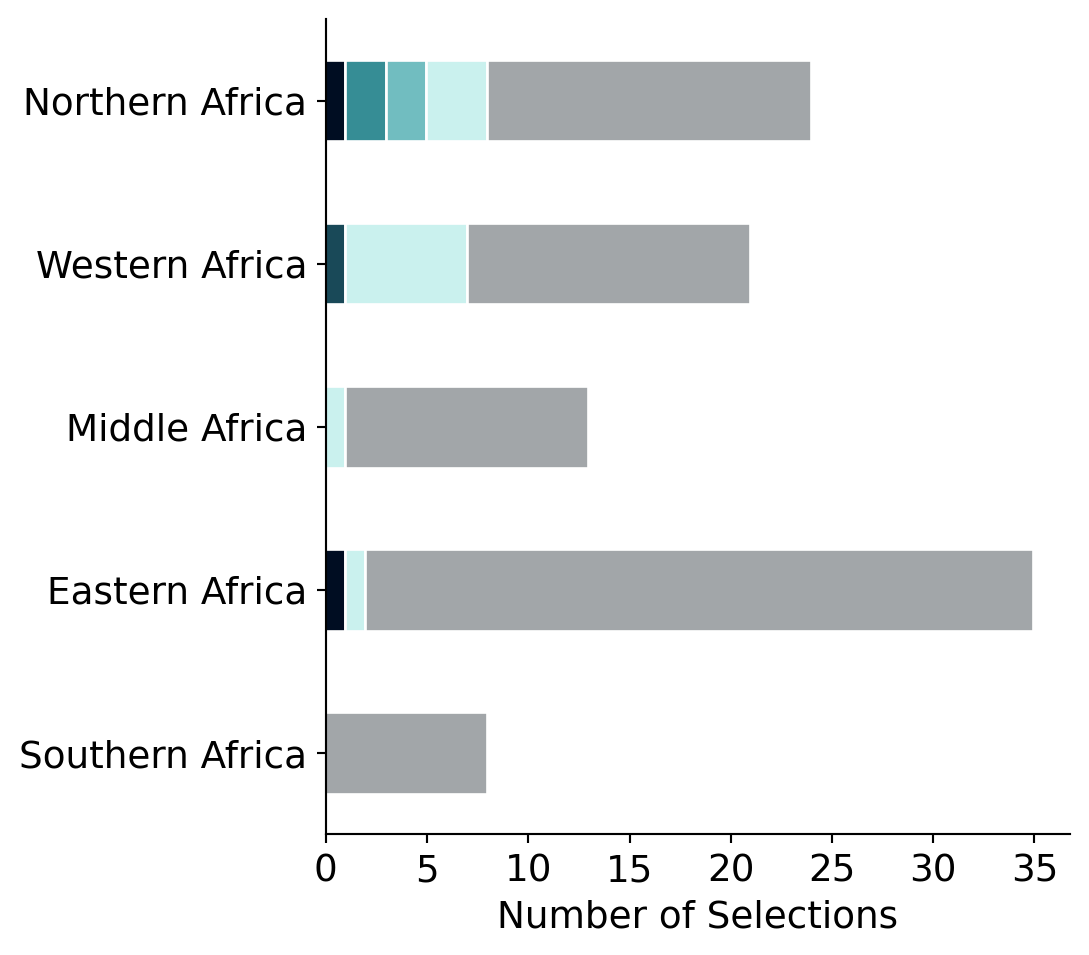 Northern Africa
Western Africa
Middle Africa
Eastern Africa
Southern Africa
0 5 10 15 20 25 30 35
Number of Selections